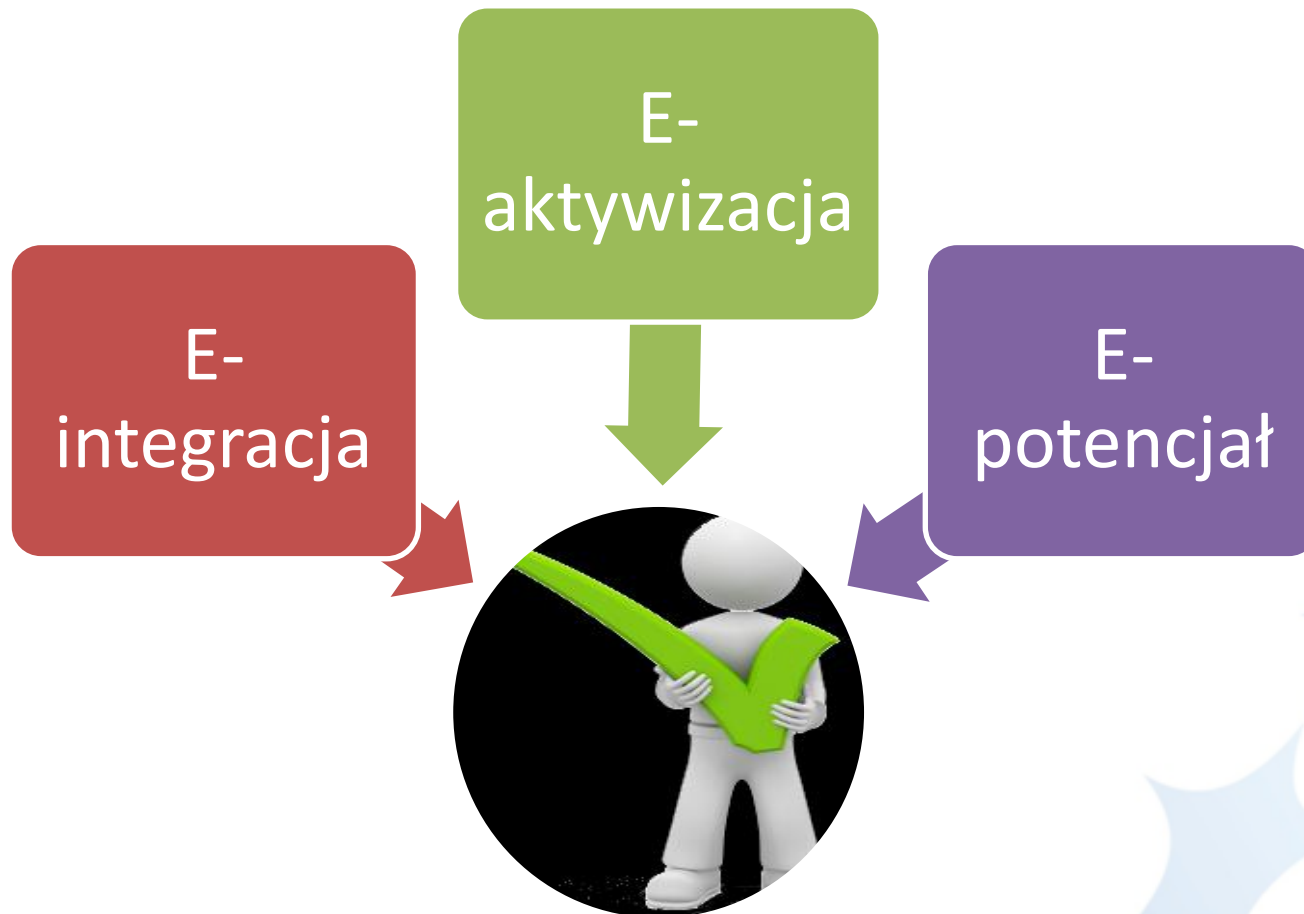 E-
aktywizacja
E-
integracja
E-
potencjał